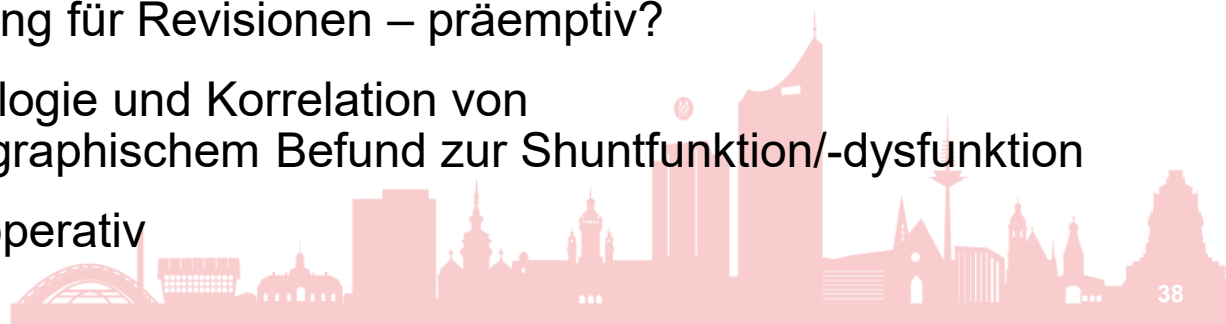 ng für Revisionen – präemptiv?
logie und Korrelation von
graphischem Befund zur Shuntfunktion/-dysfunktion
operativ
38